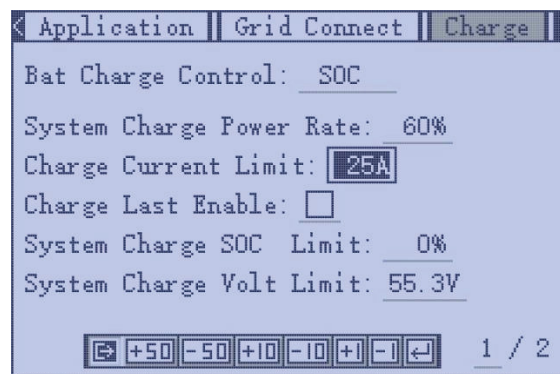 Application Grid Connect Charge
Bat Charge Control: SOC
System Charge Power Rate: 60%
Charge Current Limit: 25A
Charge Last Enable:
System Charge SOC Limit: 0%
System Charge Volt Limit: 55.3V
+50 -50 +10 -10 +1 -1 1 / 2